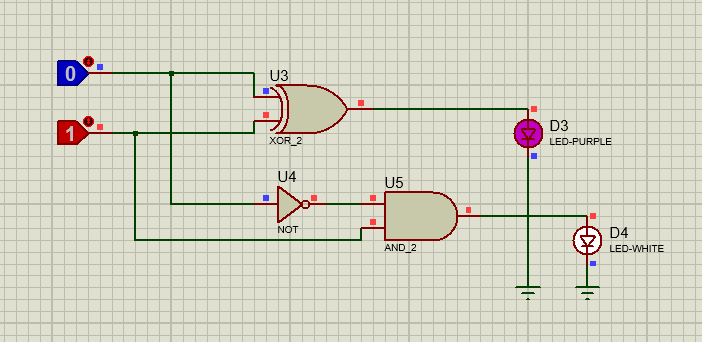 0
U3
XOR_2
1
D3
LED-PURPLE
U4
NOT
U5
AND_2
D4
LED-WHITE